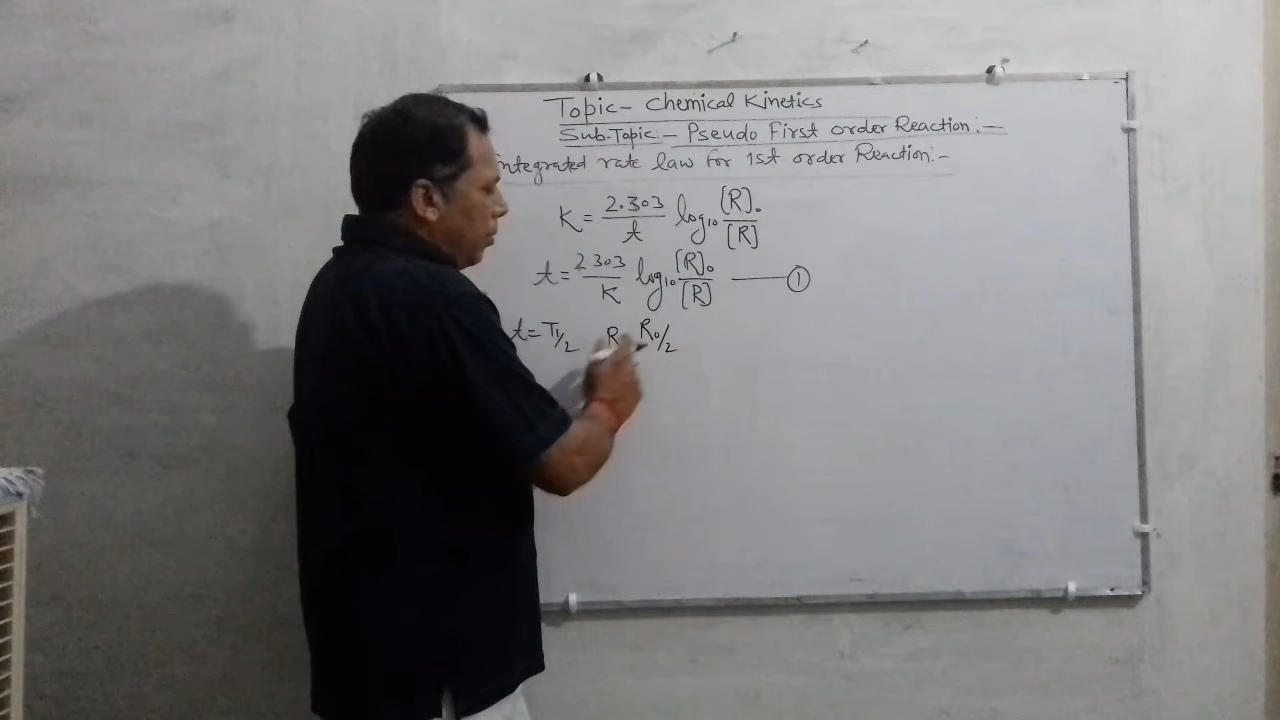 Topic- Chemical Kinetics
Sub-Topic - Pseudo First order Reaction:-
integrated rate law for 1st order Reaction:-
K = 2.303/t log₁₀ [R]₀/[R]
t = 2.303/K log₁₀ [R]₀/[R] —— ①
t = T1/2 R R₀/2